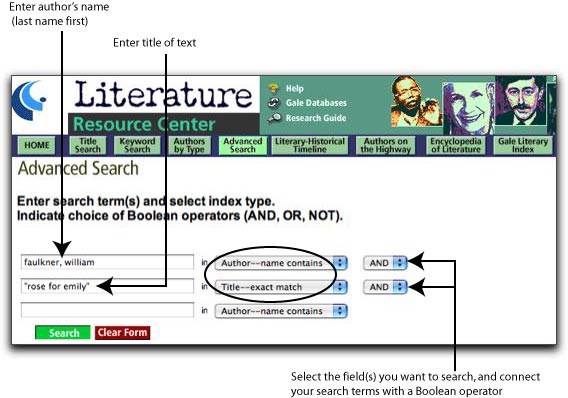 Enter author's name
(last name first)
Enter title of text
Literature
Resource Center
Help
Gale Databases
Research Guide
HOME
Title Search
Keyword Search
Authors by Type
Advanced Search
Literary-Historical Timeline
Authors on the Highway
Encyclopedia of Literature
Gale Literary Index
Advanced Search
Enter search term(s) and select index type.
Indicate choice of Boolean operators (AND, OR, NOT).
faulkner, william in Author--name contains AND
"rose for emily" in Title--exact match AND
in Author--name contains
Search Clear Form
Select the field(s) you want to search, and connect
your search terms with a Boolean operator